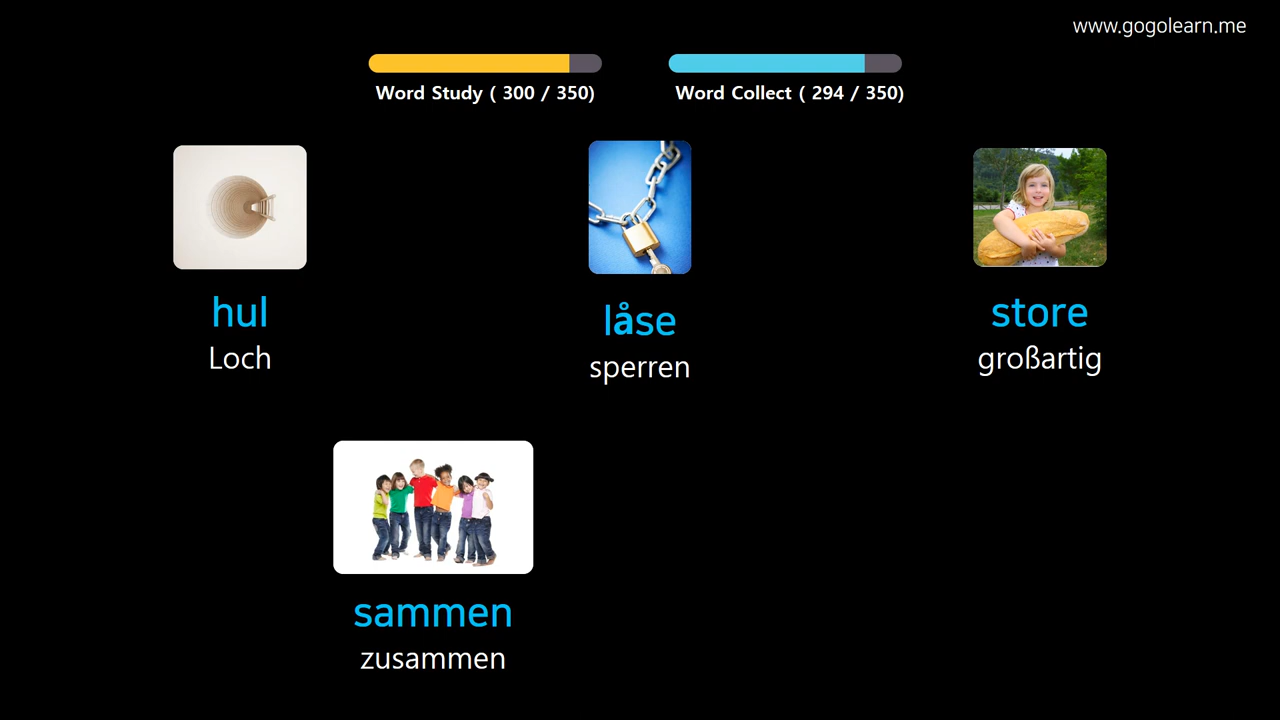 www.gogolearn.me
Word Study ( 300 / 350)
Word Collect ( 294 / 350)
hul
Loch
låse
sperren
store
großartig
sammen
zusammen